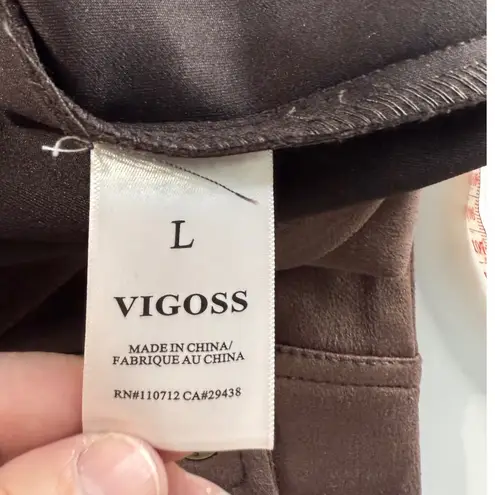 L
VIGOSS
MADE IN CHINA/
FABRIQUE AU CHINA
RN#110712 CA#29438